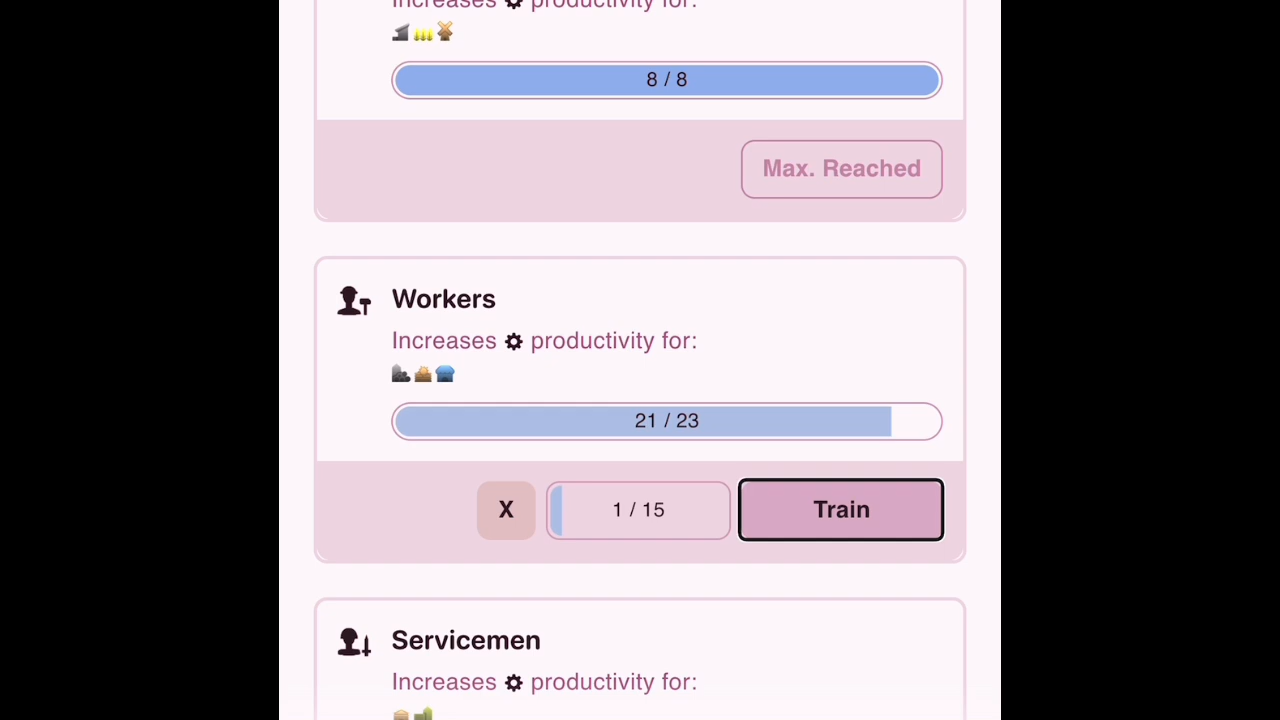 Increases productivity for:
8 / 8
Max. Reached
Workers
Increases productivity for:
21 / 23
X
1 / 15
Train
Servicemen
Increases productivity for: